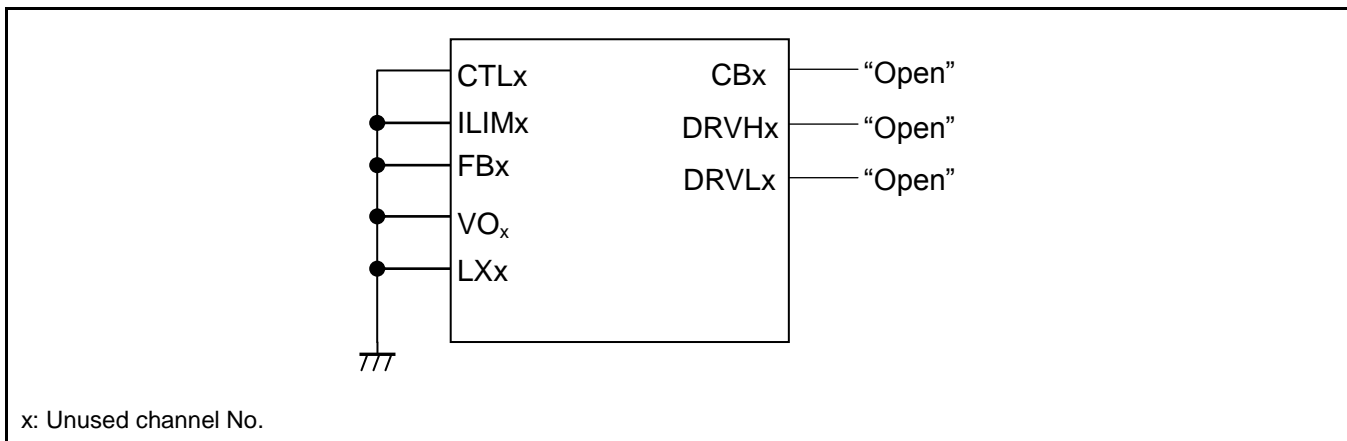 CTLx
ILIMx
FBx
VOx
LXx
CBx
DRVHx
DRVLx
“Open”
“Open”
“Open”
x: Unused channel No.